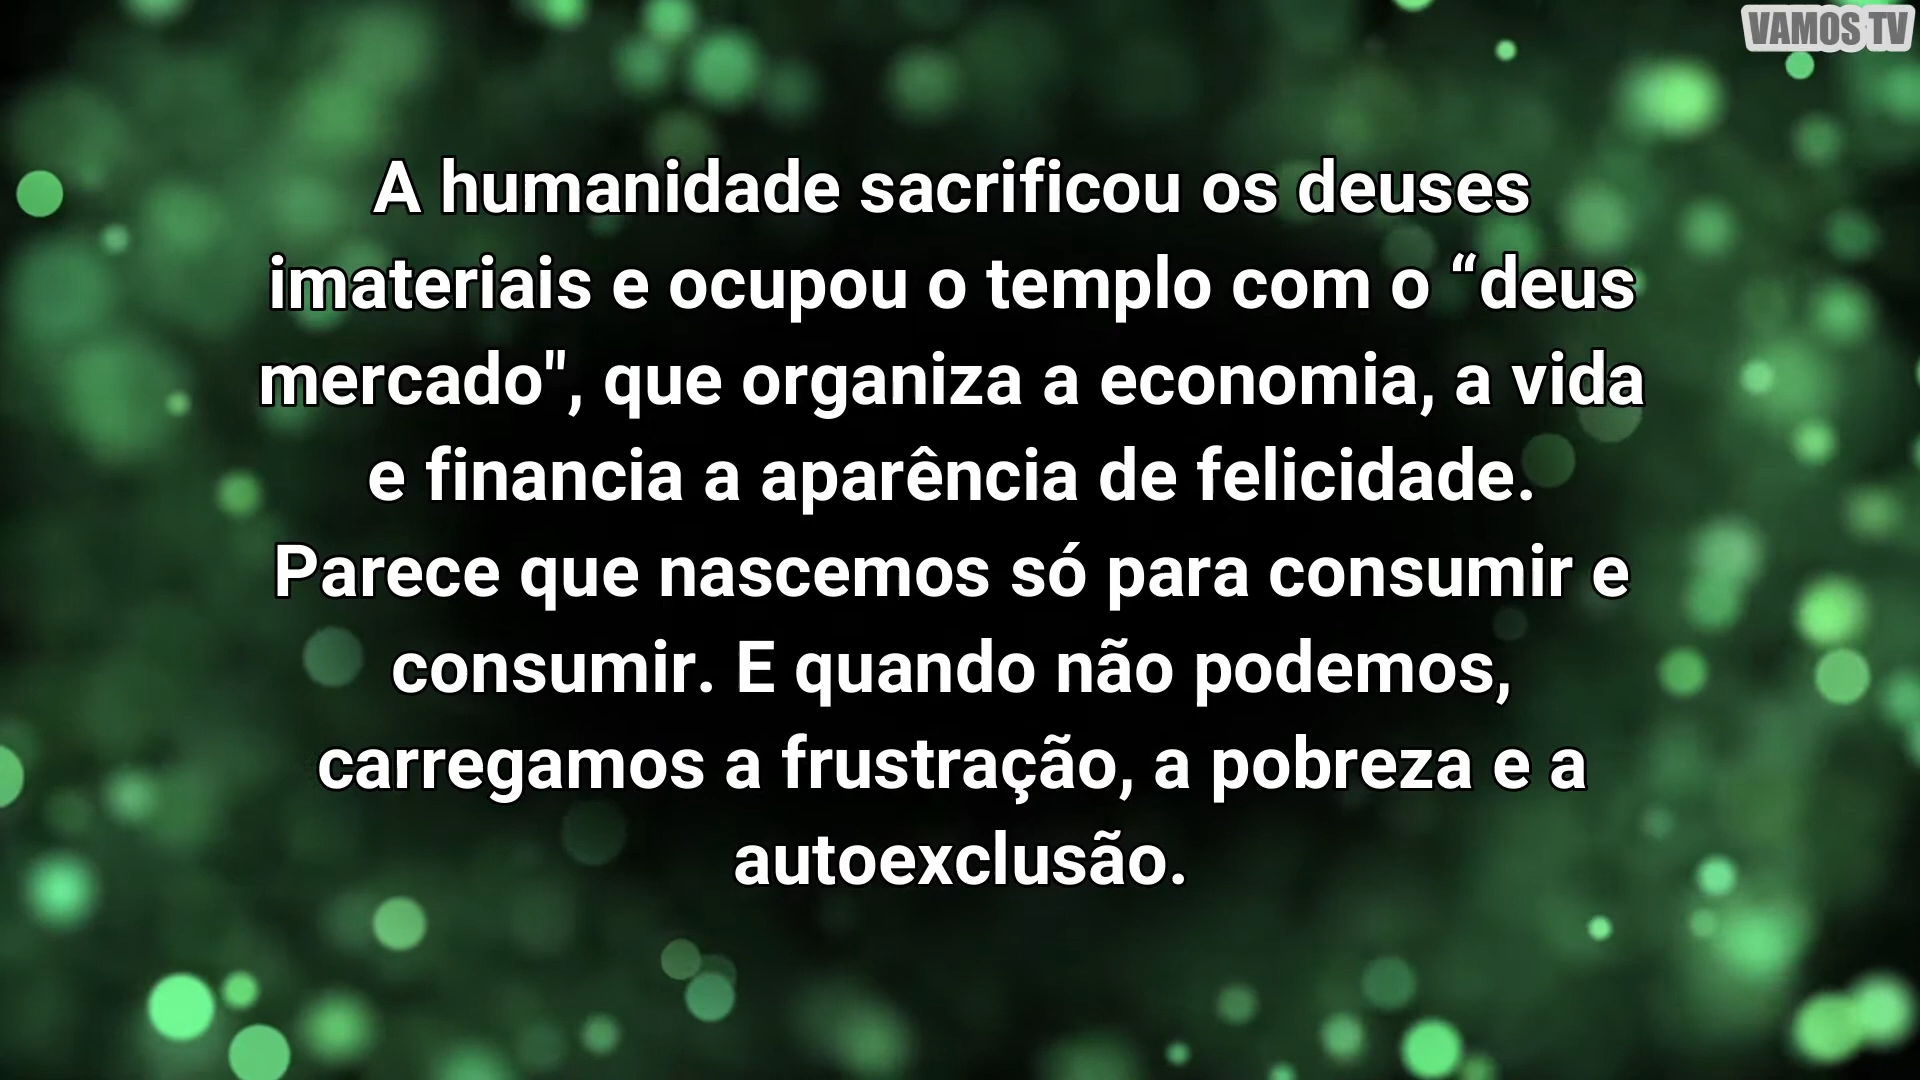 VAMOS TV
A humanidade sacrificou os deuses
imateriais e ocupou o templo com o “deus
mercado", que organiza a economia, a vida
e financia a aparência de felicidade.
Parece que nascemos só para consumir e
consumir. E quando não podemos,
carregamos a frustração, a pobreza e a
autoexclusão.